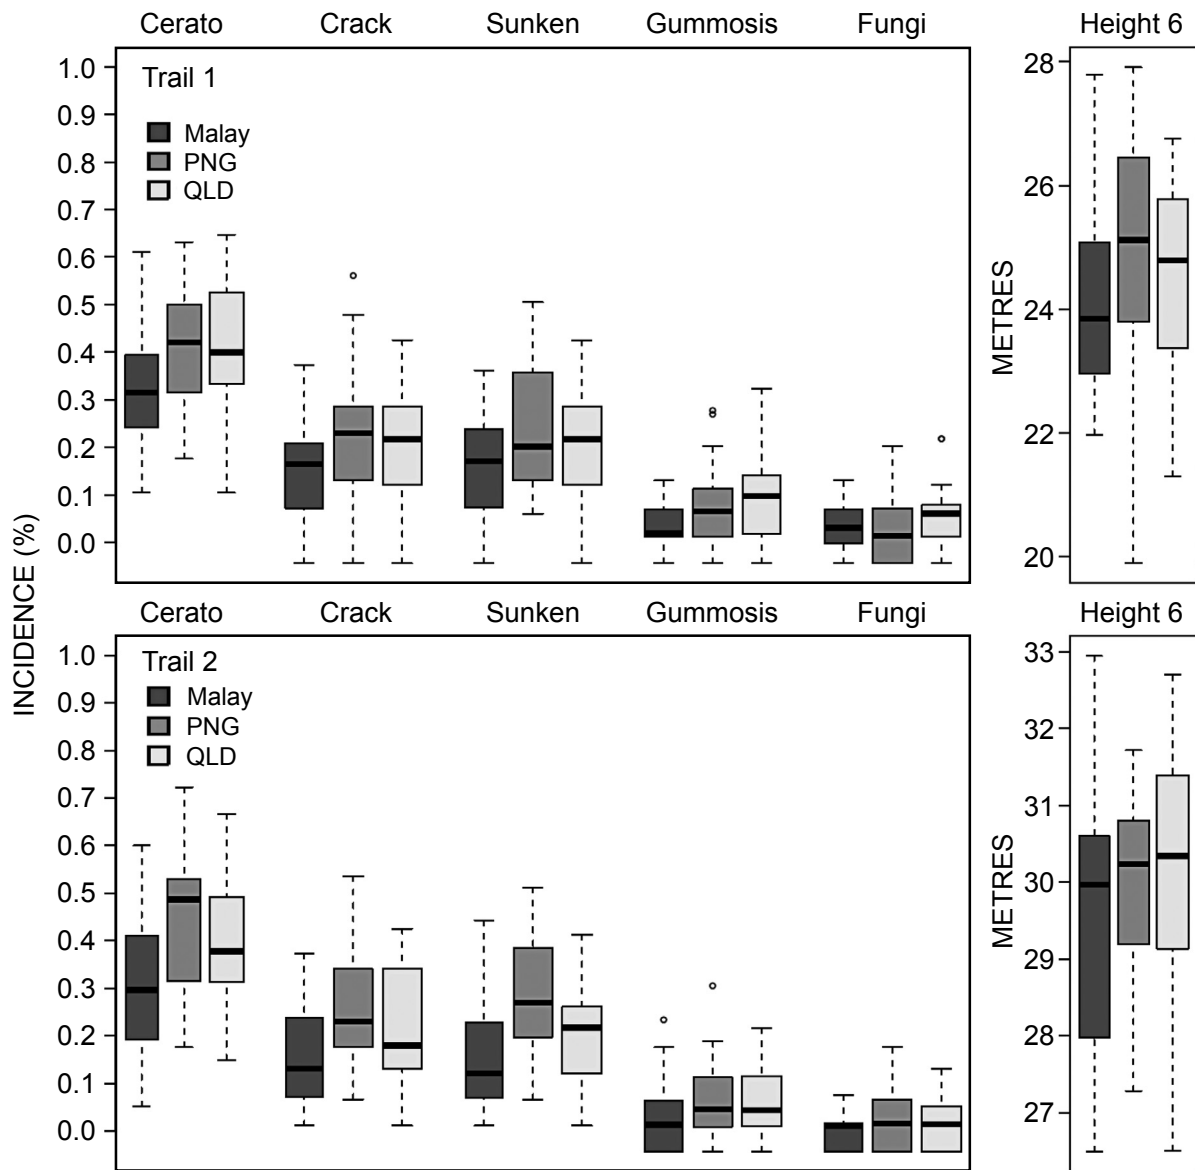 Cerato Crack Sunken Gummosis Fungi Height 6
Trail 1
Malay
PNG
QLD
1.0
0.9
0.8
0.7
0.6
0.5
0.4
0.3
0.2
0.1
0.0
METRES
28
26
24
22
20
INCIDENCE (%)
Cerato Crack Sunken Gummosis Fungi Height 6
Trail 2
Malay
PNG
QLD
1.0
0.9
0.8
0.7
0.6
0.5
0.4
0.3
0.2
0.1
0.0
METRES
33
32
31
30
29
28
27